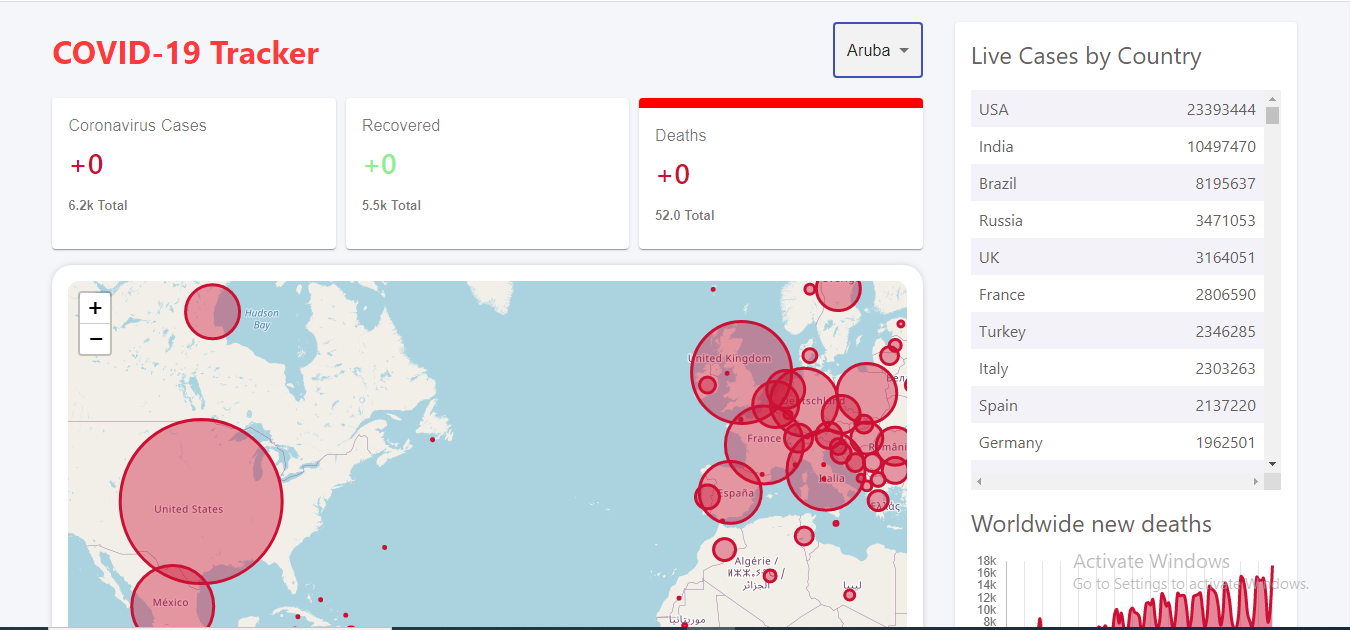 COVID-19 Tracker
Aruba
Coronavirus Cases
+0
6.2k Total
Recovered
+0
5.5k Total
Deaths
+0
52.0 Total
+
−
Hudson
Bay
United Kingdom
Deutschland
France
España
Italia
United States
México
Algérie /
الجزائر
ليبيا
موريتانيا
Live Cases by Country
USA 23393444
India 10497470
Brazil 8195637
Russia 3471053
UK 3164051
France 2806590
Turkey 2346285
Italy 2303263
Spain 2137220
Germany 1962501
Worldwide new deaths
18k
16k
14k
12k
10k
8k
Activate Windows
Go to Settings to activate Windows.